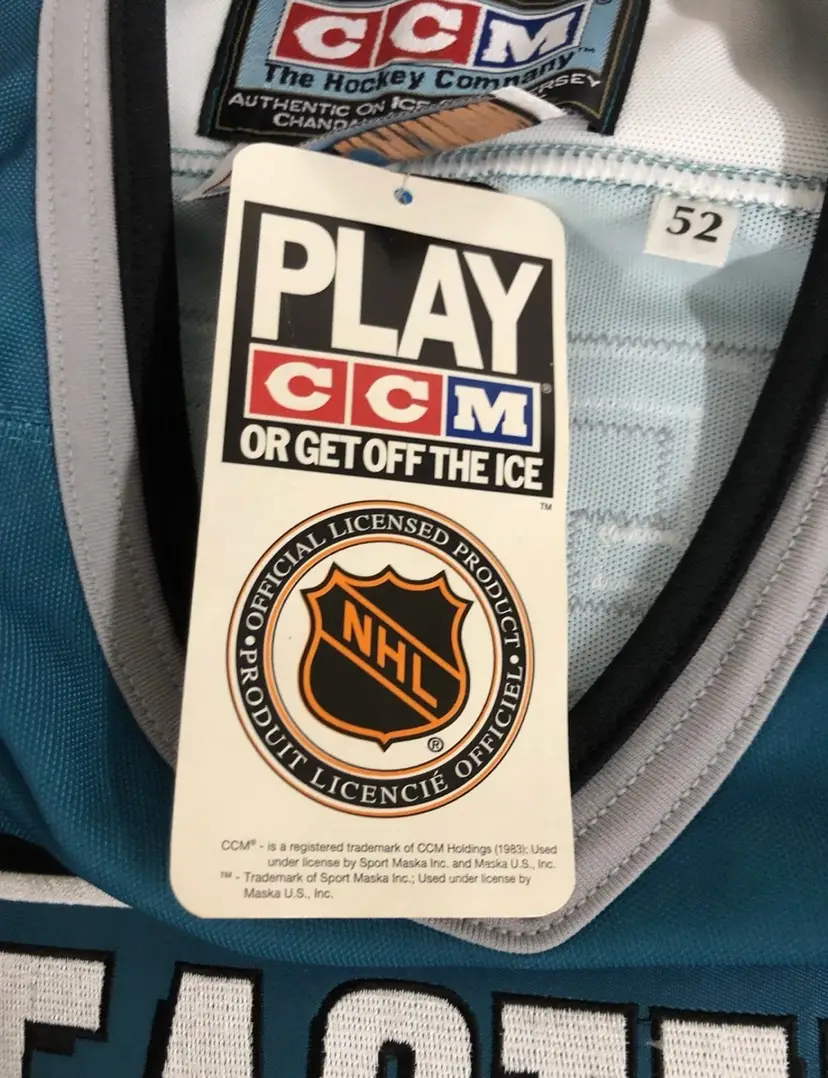 CCM
™
The Hockey Company
AUTHENTIC ON ICE
52
PLAY
CCM®
OR GET OFF THE ICE
™
• OFFICIAL LICENSED PRODUCT •
NHL
®
PRODUIT LICENCIÉ OFFICIEL
CCM® - is a registered trademark of CCM Holdings (1983): Used
under license by Sport Maska Inc. and Maska U.S., Inc.
™ - Trademark of Sport Maska Inc.; Used under license by
Maska U.S., Inc.